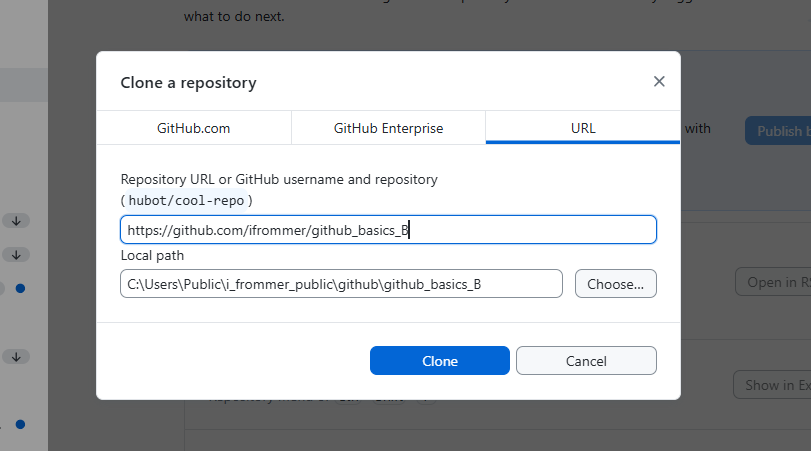 what to do next.
Clone a repository
GitHub.com
GitHub Enterprise
URL
with
Publish b
Repository URL or GitHub username and repository
(hubot/cool-repo)
https://github.com/ifrommer/github_basics_B
Local path
C:\Users\Public\i_frommer_public\github\github_basics_B
Choose...
Open in RS
Clone
Cancel
Show in Ex